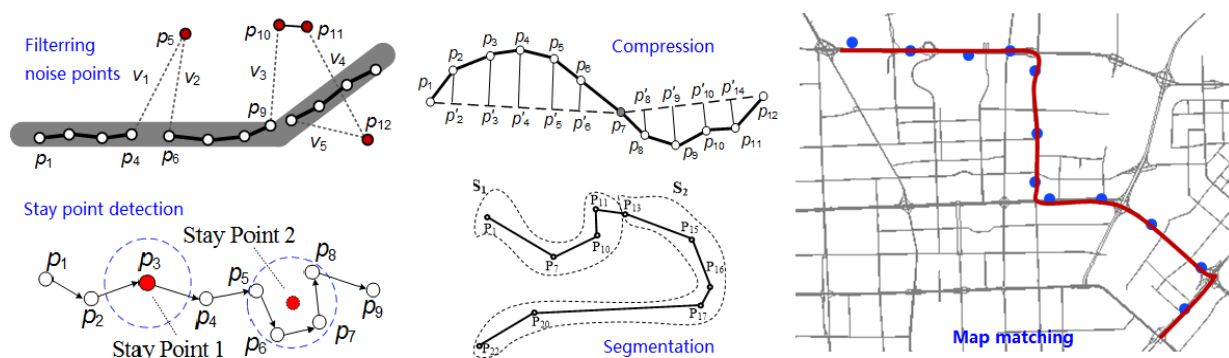 Filterring
noise points
p5
p10
p11
v1
v2
v3
v4
p9
p12
v5
p1
p4
p6
Compression
p1
p2
p3
p4
p5
p6
p'2
p'3
p'4
p'5
p'6
p7
p'8
p'9
p'10
p'14
p12
p8
p9
p10
p11
Stay point detection
Stay Point 2
p1
p2
p3
p4
p5
p6
p7
p8
p9
Stay Point 1
S1
S2
P1
P7
P10
P11
P13
P15
P16
P17
P20
P22
Segmentation
Map matching